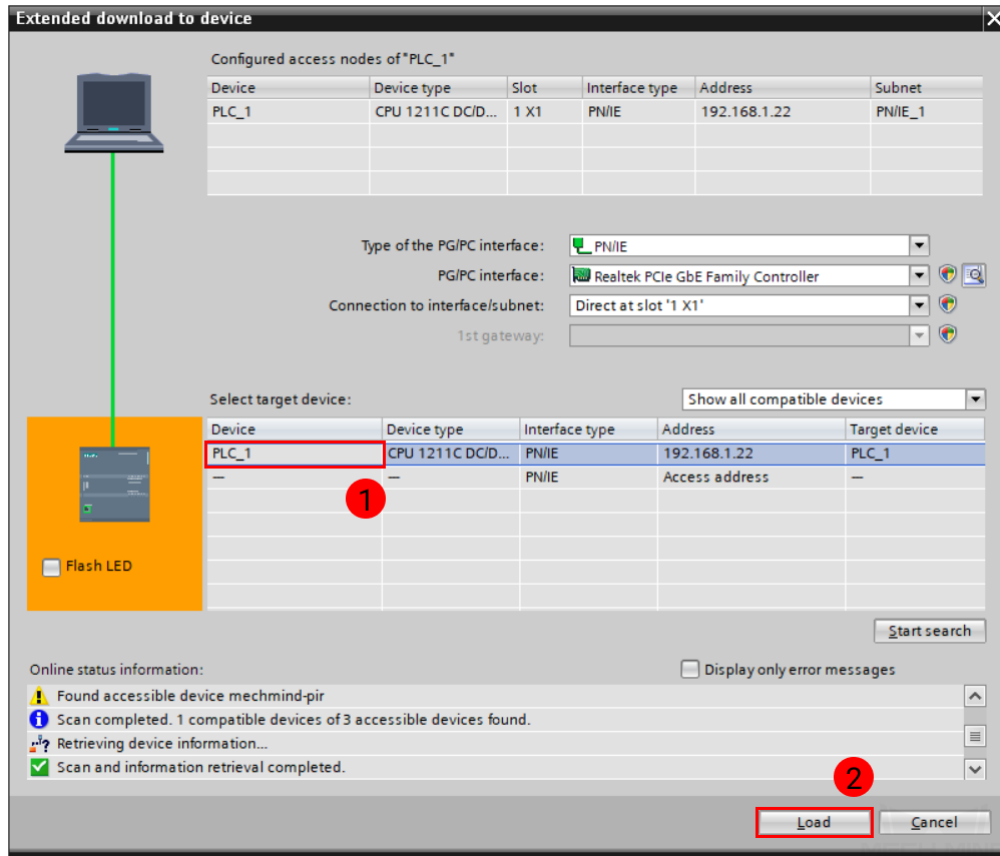 Extended download to device
Configured access nodes of "PLC_1"
Device Device type Slot Interface type Address Subnet
PLC_1 CPU 1211C DC/D... 1 X1 PN/IE 192.168.1.22 PN/IE_1
Type of the PG/PC interface: PN/IE
PG/PC interface: Realtek PCIe GbE Family Controller
Connection to interface/subnet: Direct at slot '1 X1'
1st gateway:
Select target device: Show all compatible devices
Device Device type Interface type Address Target device
PLC_1 CPU 1211C DC/D... PN/IE 192.168.1.22 PLC_1
— — PN/IE Access address —
1
Flash LED
Start search
Online status information: Display only error messages
Found accessible device mechmind-pir
Scan completed. 1 compatible devices of 3 accessible devices found.
Retrieving device information...
Scan and information retrieval completed.
2
Load Cancel